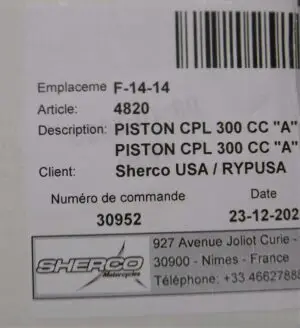 Emplaceme F-14-14
Article: 4820
Description: PISTON CPL 300 CC "A"
PISTON CPL 300 CC "A"
Client: Sherco USA / RYPUSA
Numéro de commande Date
30952 23-12-202
SHERCO
Motorcycles
927 Avenue Joliot Curie -
30900 - Nimes - France
Téléphone: +33 46627888